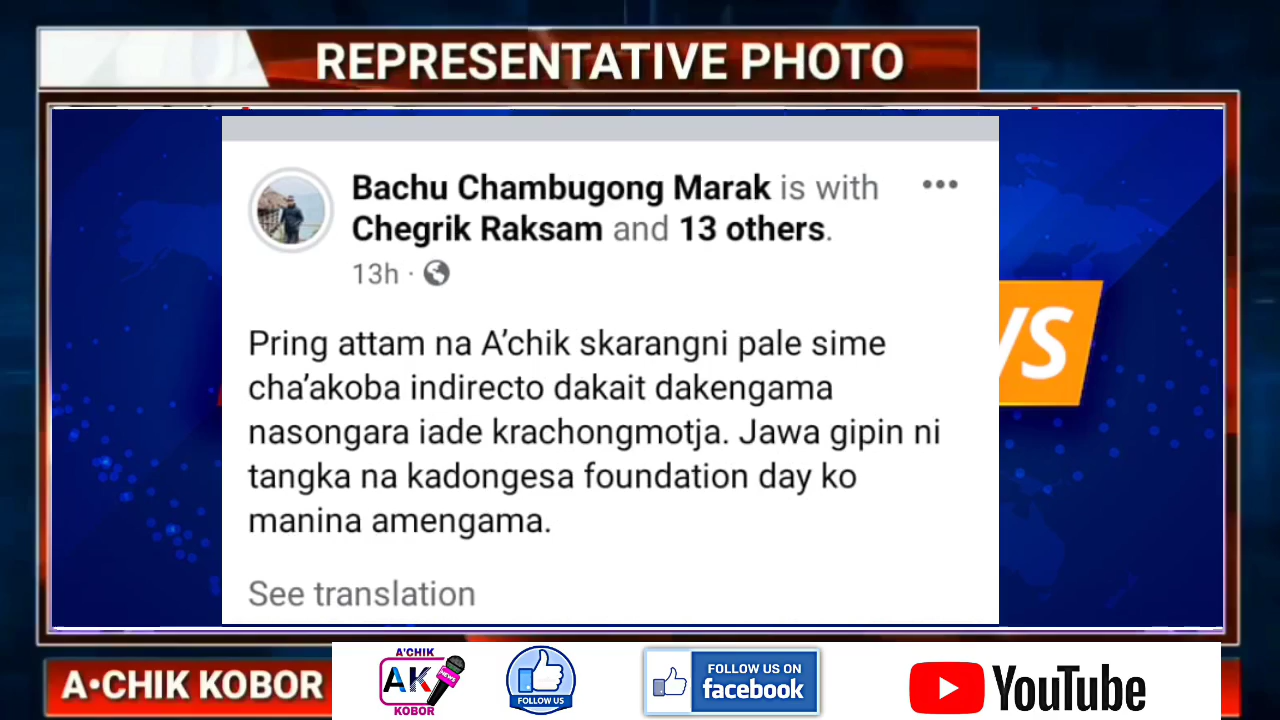 REPRESENTATIVE PHOTO
Bachu Chambugong Marak is with
Chegrik Raksam and 13 others.
13h ·
Pring attam na A’chik skarangni pale sime
cha’akoba indirecto dakait dakengama
nasongara iade krachongmotja. Jawa gipin ni
tangka na kadongesa foundation day ko
manina amengama.
See translation
A•CHIK KOBOR
A'CHIK
AK
NEWS
KOBOR
FOLLOW US
FOLLOW US ON
facebook
YouTube